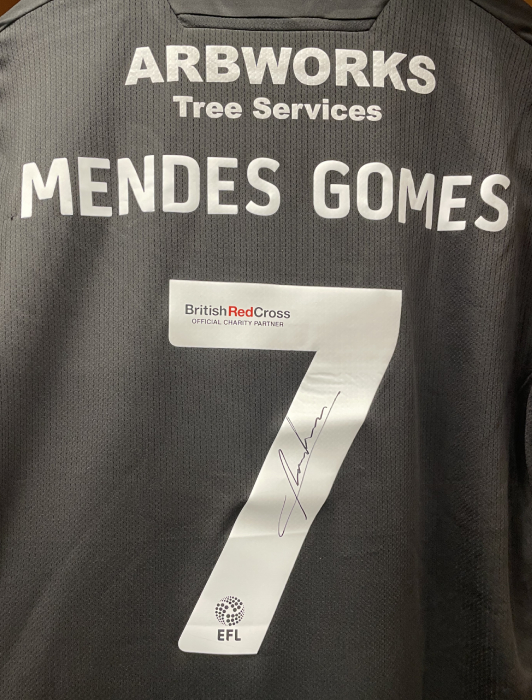 ARBWORKS
Tree Services
MENDES GOMES
BritishRedCross
OFFICIAL CHARITY PARTNER
7
EFL